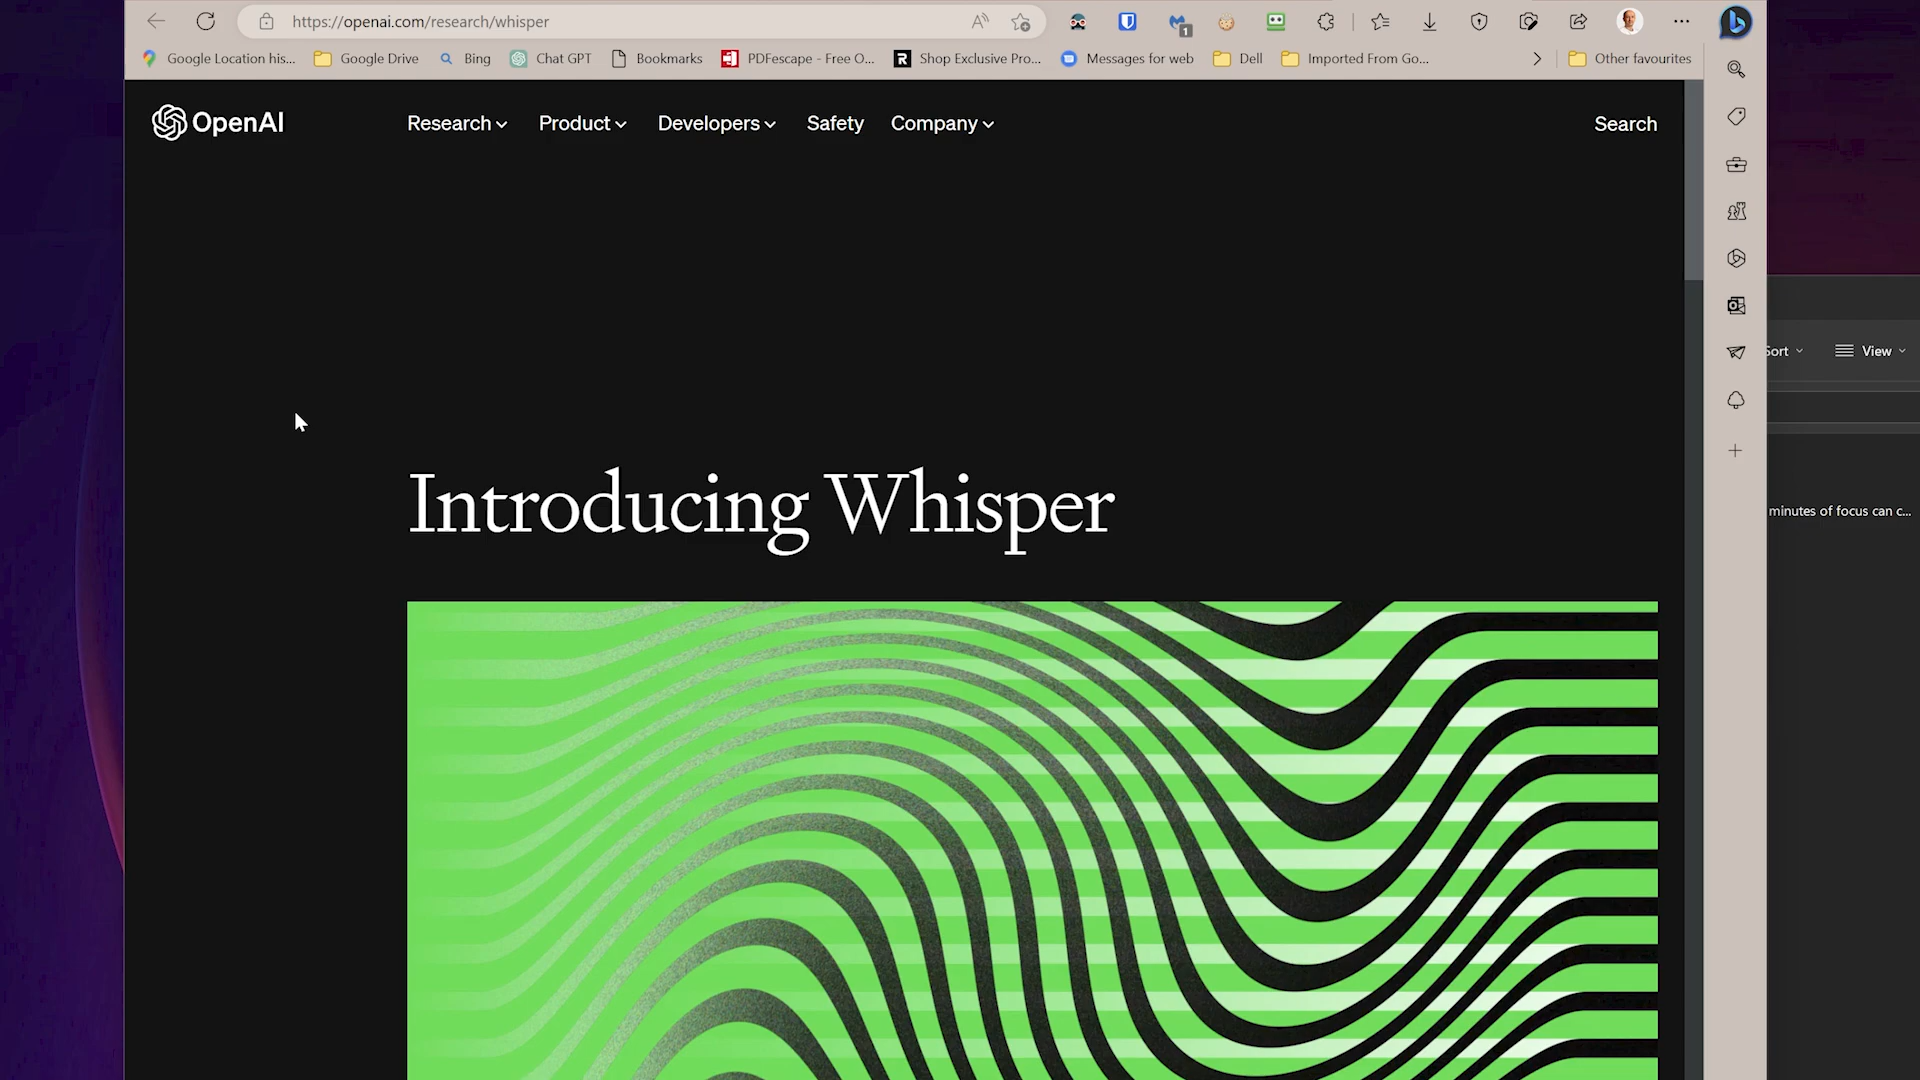 https://openai.com/research/whisper
1
Google Location his...
Google Drive
Bing
Chat GPT
Bookmarks
PDFescape - Free O...
Shop Exclusive Pro...
Messages for web
Dell
Imported From Go...
Other favourites
OpenAI
Research
Product
Developers
Safety
Company
Search
Sort
View
Introducing Whisper
minutes of focus can c...